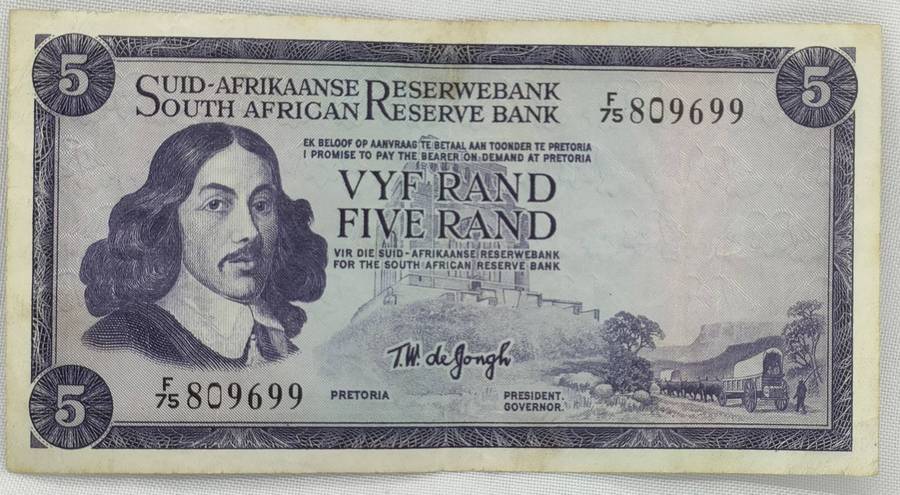 5
5
SUID-AFRIKAANSE RESERWEBANK
SOUTH AFRICAN RESERVE BANK
F/75 809699
EK BELOOF OP AANVRAAG TE BETAAL AAN TOONDER TE PRETORIA
I PROMISE TO PAY THE BEARER ON DEMAND AT PRETORIA
VYF RAND
FIVE RAND
VIR DIE SUID-AFRIKAANSE RESERWEBANK
FOR THE SOUTH AFRICAN RESERVE BANK
T.W. de Jongh
F/75 809699
PRETORIA
PRESIDENT.
GOVERNOR.
5